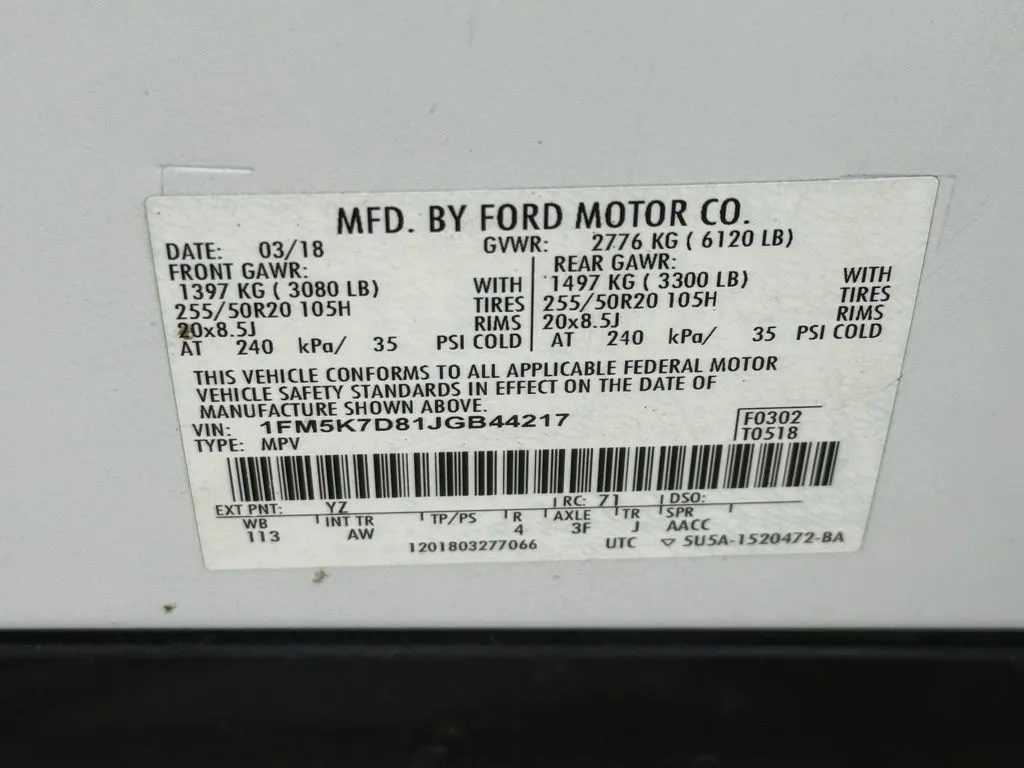 MFD. BY FORD MOTOR CO.
DATE: 03/18 GVWR: 2776 KG ( 6120 LB)
FRONT GAWR: REAR GAWR:
1397 KG ( 3080 LB) WITH 1497 KG ( 3300 LB) WITH
255/50R20 105H TIRES 255/50R20 105H TIRES
20x8.5J RIMS 20x8.5J RIMS
AT 240 kPa/ 35 PSI COLD AT 240 kPa/ 35 PSI COLD
THIS VEHICLE CONFORMS TO ALL APPLICABLE FEDERAL MOTOR
VEHICLE SAFETY STANDARDS IN EFFECT ON THE DATE OF
MANUFACTURE SHOWN ABOVE.
VIN: 1FM5K7D81JGB44217 F0302
TYPE: MPV T0518
EXT PNT: YZ RC: 71 DSO:
WB INT TR TP/PS R AXLE TR SPR
113 AW 4 3F J AACC
1201803277066 UTC ▽ 5U5A-1520472-BA